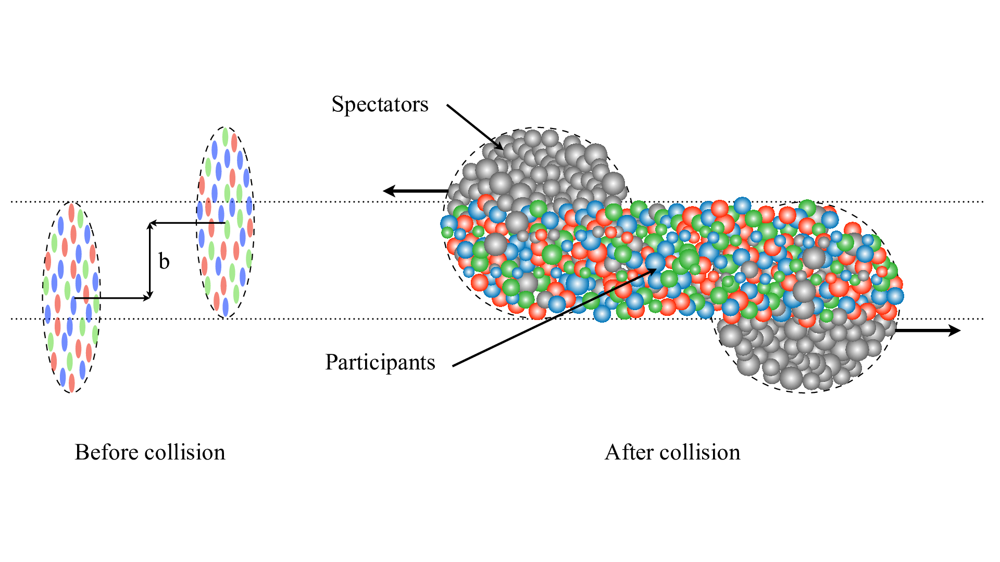 Spectators
b
Participants
Before collision
After collision